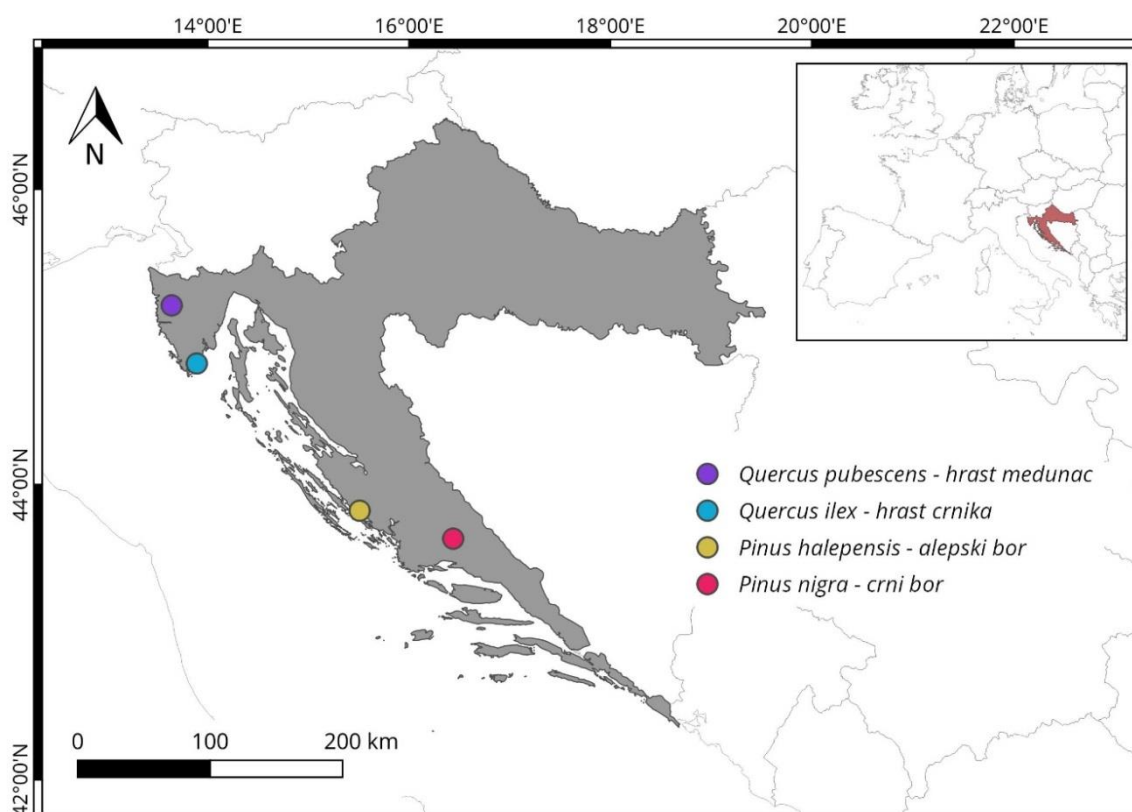 14°00'E 16°00'E 18°00'E 20°00'E 22°00'E
46°00'N
44°00'N
42°00'N
N
Quercus pubescens - hrast medunac
Quercus ilex - hrast crnika
Pinus halepensis - alepski bor
Pinus nigra - crni bor
0 100 200 km